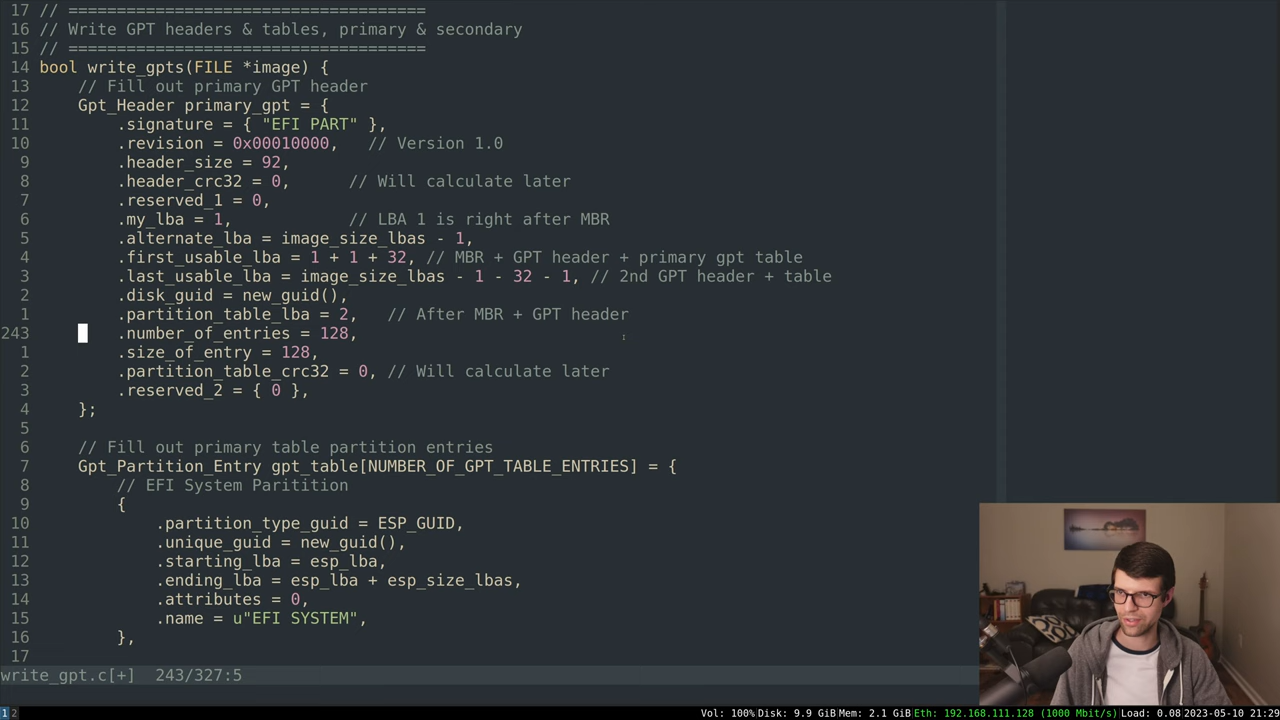 17 // =====================================
16 // Write GPT headers & tables, primary & secondary
15 // =====================================
14 bool write_gpts(FILE *image) {
13     // Fill out primary GPT header
12     Gpt_Header primary_gpt = {
11         .signature = { "EFI PART" },
10         .revision = 0x00010000,   // Version 1.0
9         .header_size = 92,
8         .header_crc32 = 0,      // Will calculate later
7         .reserved_1 = 0,
6         .my_lba = 1,            // LBA 1 is right after MBR
5         .alternate_lba = image_size_lbas - 1,
4         .first_usable_lba = 1 + 1 + 32, // MBR + GPT header + primary gpt table
3         .last_usable_lba = image_size_lbas - 1 - 32 - 1, // 2nd GPT header + table
2         .disk_guid = new_guid(),
1         .partition_table_lba = 2,   // After MBR + GPT header
243         .number_of_entries = 128,
1         .size_of_entry = 128,
2         .partition_table_crc32 = 0, // Will calculate later
3         .reserved_2 = { 0 },
4     };
5
6     // Fill out primary table partition entries
7     Gpt_Partition_Entry gpt_table[NUMBER_OF_GPT_TABLE_ENTRIES] = {
8         // EFI System Paritition
9         {
10             .partition_type_guid = ESP_GUID,
11             .unique_guid = new_guid(),
12             .starting_lba = esp_lba,
13             .ending_lba = esp_lba + esp_size_lbas,
14             .attributes = 0,
15             .name = u"EFI SYSTEM",
16         },
17
write_gpt.c[+]  243/327:5
1 2 Vol: 100% Disk: 9.9 GiB Mem: 2.1 GiB Eth: 192.168.111.128 (1000 Mbit/s) Load: 0.08 2023-05-10 21:29